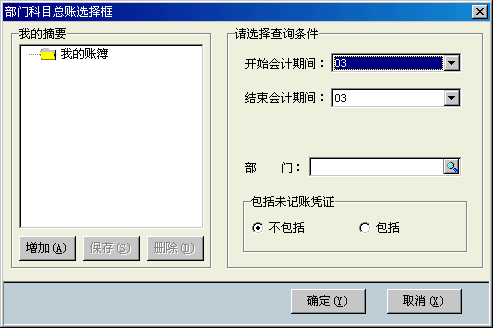 部门科目总账选择框
我的摘要
我的账簿
增加(A)
保存(S)
删除(D)
请选择查询条件
开始会计期间：
03
结束会计期间：
03
部　　门：
包括未记账凭证
不包括
包括
确定(Y)
取消(X)